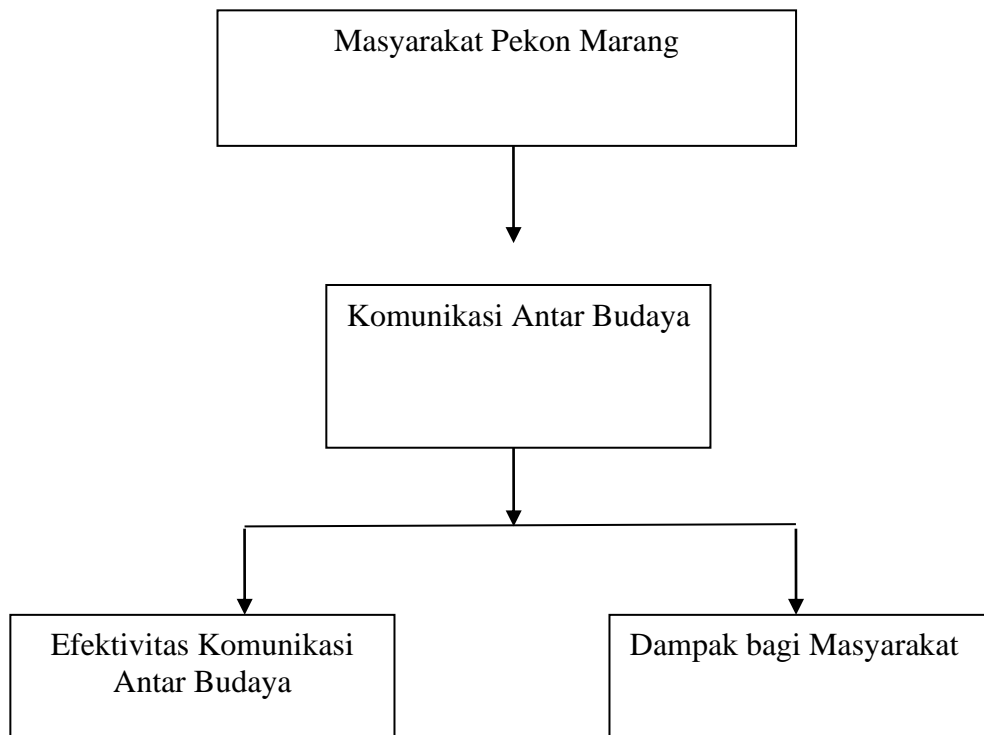 Masyarakat Pekon Marang
Komunikasi Antar Budaya
Efektivitas Komunikasi
Antar Budaya
Dampak bagi Masyarakat